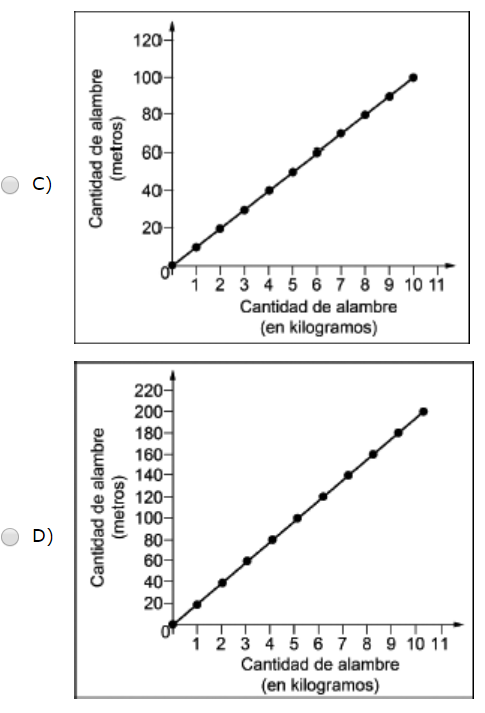 C)
120
100
80
60
40
20
0
1 2 3 4 5 6 7 8 9 10 11
Cantidad de alambre
(metros)
Cantidad de alambre
(en kilogramos)
D)
220
200
180
160
140
120
100
80
60
40
20
0
1 2 3 4 5 6 7 8 9 10 11
Cantidad de alambre
(metros)
Cantidad de alambre
(en kilogramos)